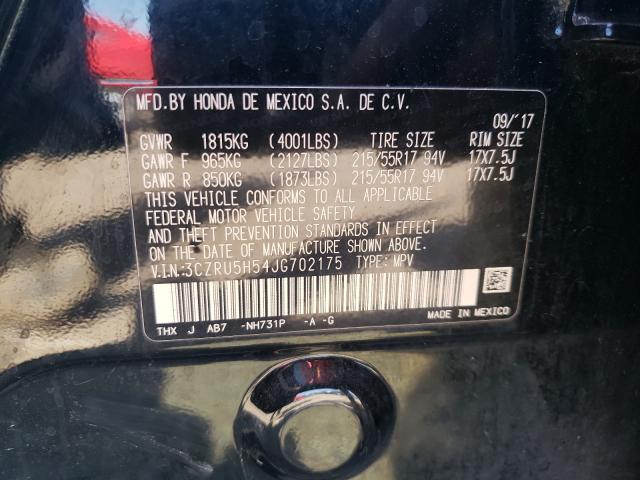 MFD.BY HONDA DE MEXICO S.A. DE C.V.
09/'17
GVWR 1815KG (4001LBS) TIRE SIZE RIM SIZE
GAWR F 965KG (2127LBS) 215/55R17 94V 17X7.5J
GAWR R 850KG (1873LBS) 215/55R17 94V 17X7.5J
THIS VEHICLE CONFORMS TO ALL APPLICABLE
FEDERAL MOTOR VEHICLE SAFETY
AND THEFT PREVENTION STANDARDS IN EFFECT
ON THE DATE OF MANUFACTURE SHOWN ABOVE.
V.I.N.:3CZRU5H54JG702175 TYPE: MPV
THX J AB7 -NH731P -A -G
MADE IN MEXICO